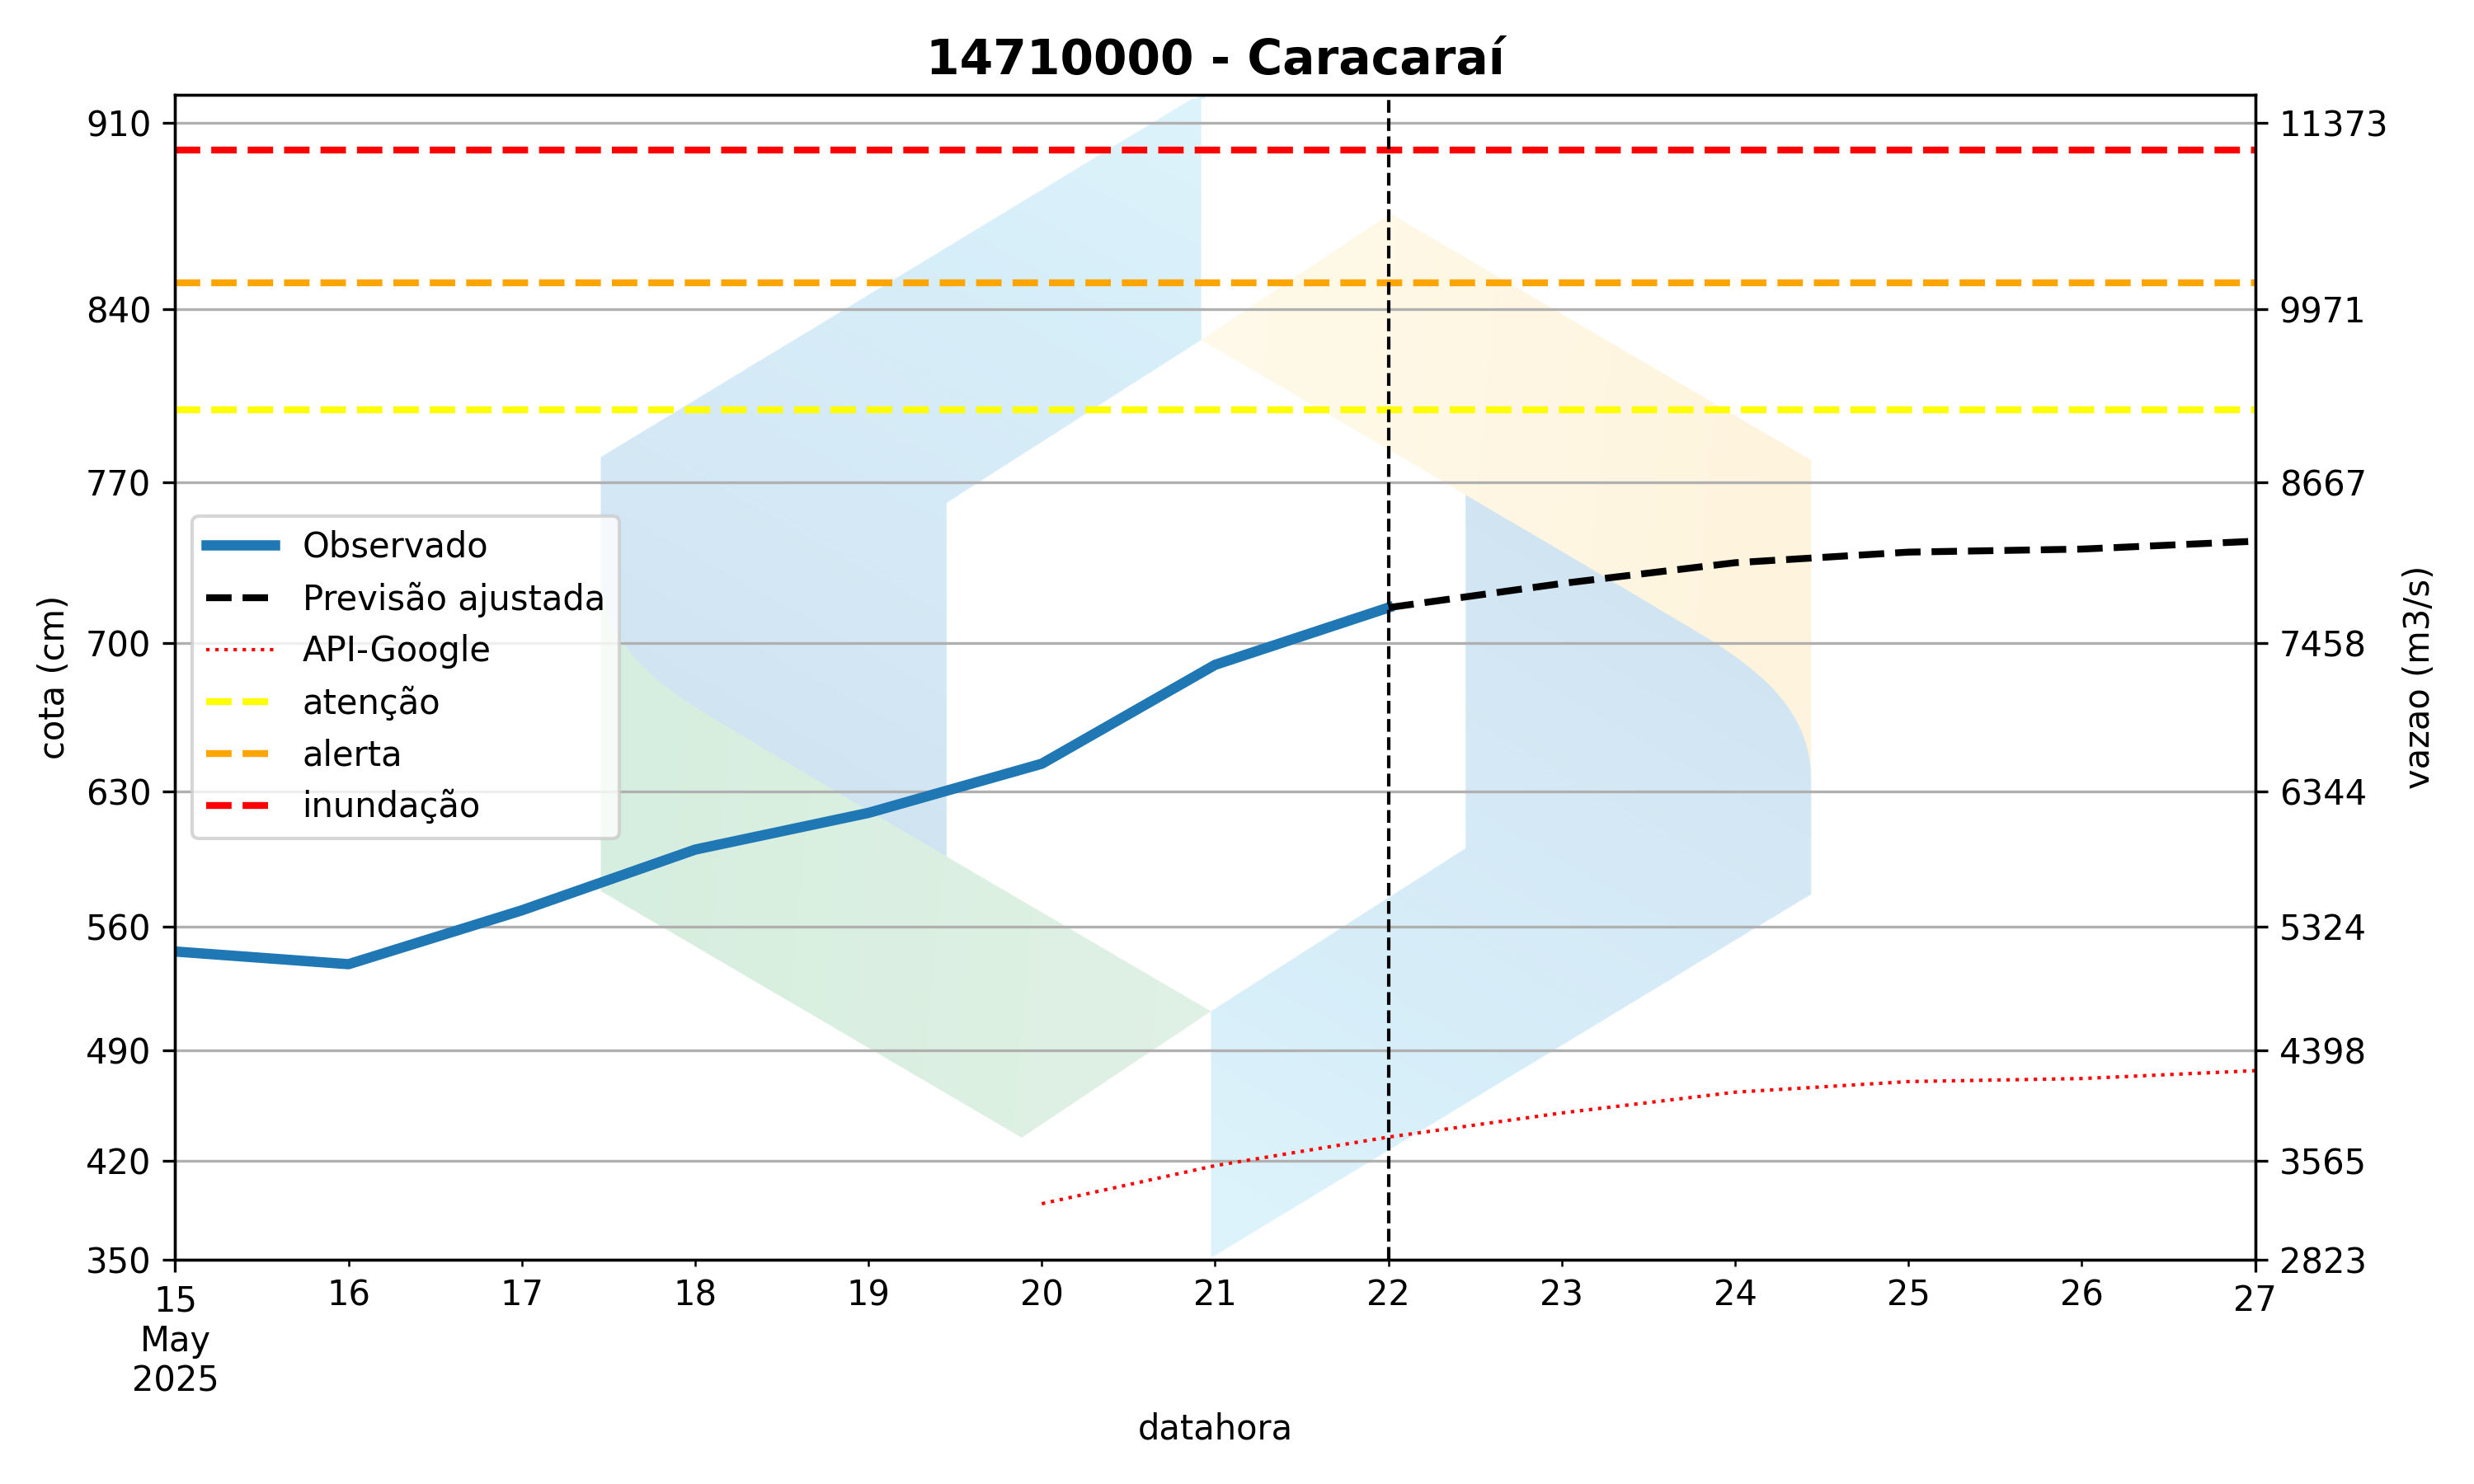 14710000 - Caracaraí
910
840
770
700
630
560
490
420
350
cota (cm)
11373
9971
8667
7458
6344
5324
4398
3565
2823
vazao (m3/s)
Observado
Previsão ajustada
API-Google
atenção
alerta
inundação
15 16 17 18 19 20 21 22 23 24 25 26 27
May
2025
datahora